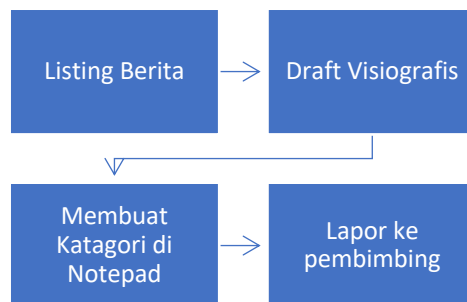 Listing Berita
Draft Visiografis
Membuat
Katagori di
Notepad
Lapor ke
pembimbing